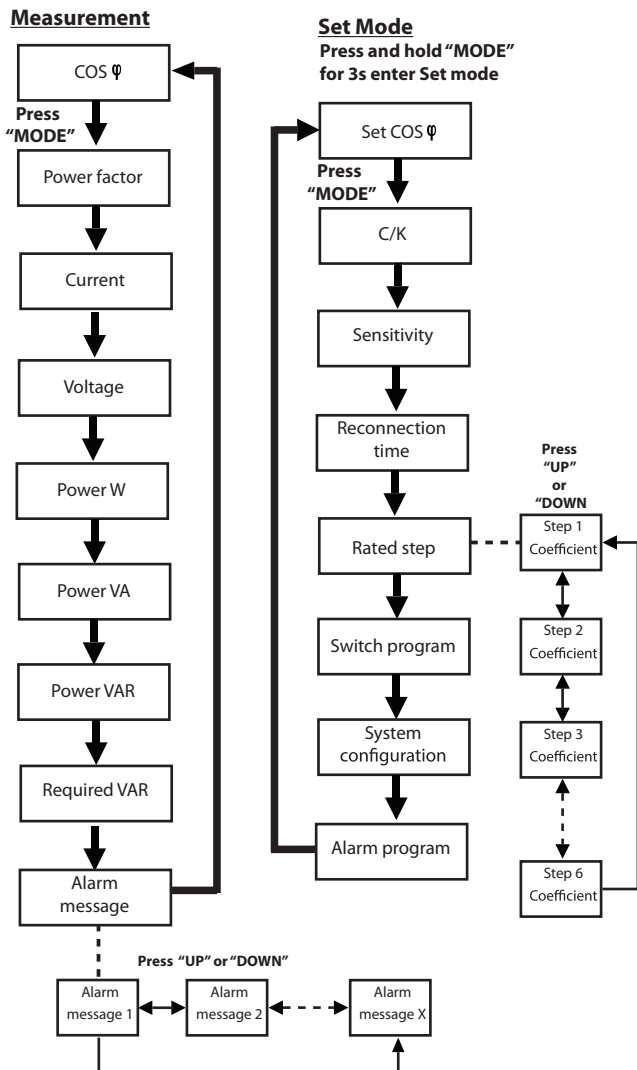 Measurement
COS φ
Press
“MODE”
Power factor
Current
Voltage
Power W
Power VA
Power VAR
Required VAR
Alarm
message
Press “UP” or “DOWN”
Alarm
message 1
Alarm
message 2
Alarm
message X
Set Mode
Press and hold “MODE”
for 3s enter Set mode
Set COS φ
Press
“MODE”
C/K
Sensitivity
Reconnection
time
Rated step
Switch program
System
configuration
Alarm program
Press
“UP”
or
“DOWN
Step 1
Coefficient
Step 2
Coefficient
Step 3
Coefficient
Step 6
Coefficient